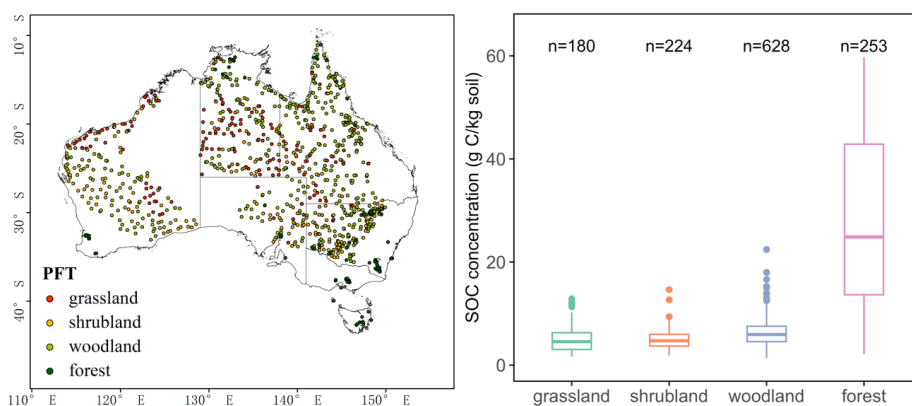 10° S
20° S
30° S
40° S
PFT
grassland
shrubland
woodland
forest
110° E 120° E 130° E 140° E 150° E
SOC concentration (g C/kg soil)
60
40
20
0
n=180 n=224 n=628 n=253
grassland shrubland woodland forest